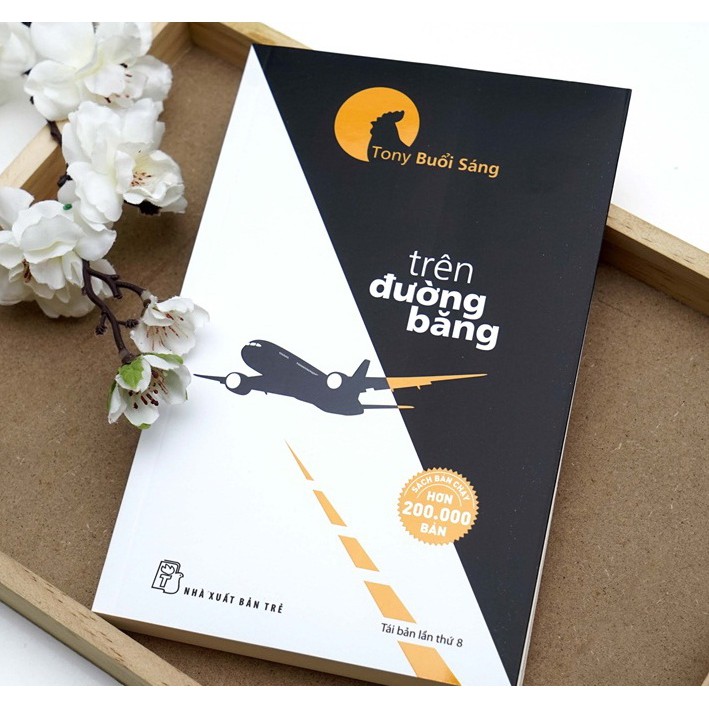 Tony Buổi Sáng
trên
đường
băng
SÁCH BÁN CHẠY
HƠN
200.000
BẢN
NHÀ XUẤT BẢN TRẺ
Tái bản lần thứ 8